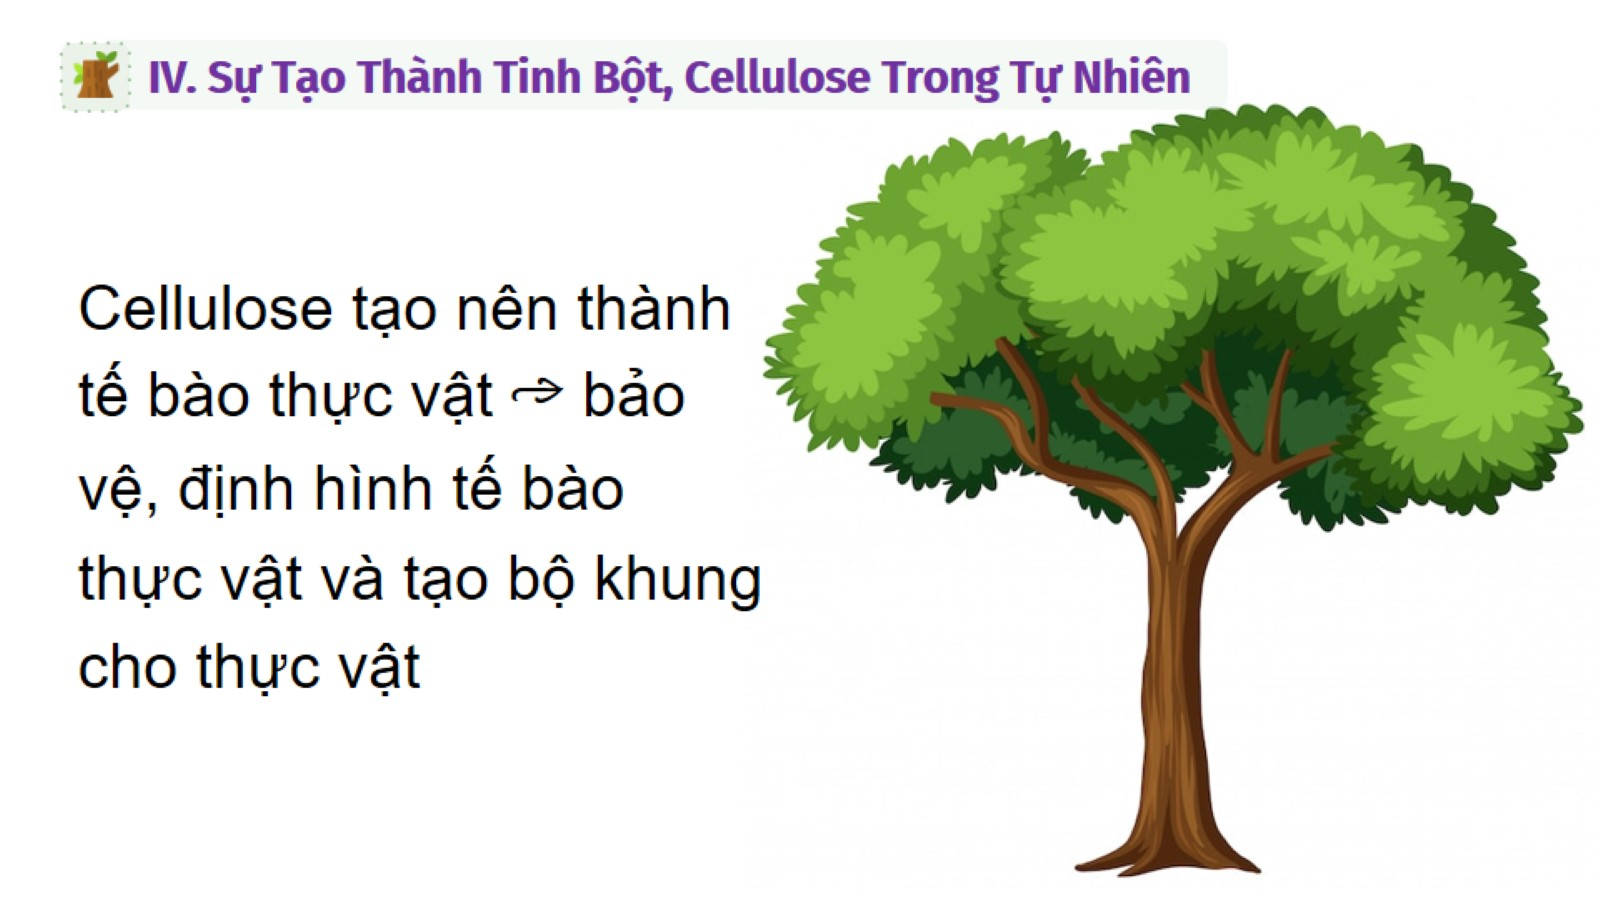 IV. Sự Tạo Thành Tinh Bột, Cellulose Trong Tự Nhiên
Cellulose tạo nên thành
tế bào thực vật ➩ bảo
vệ, định hình tế bào
thực vật và tạo bộ khung
cho thực vật